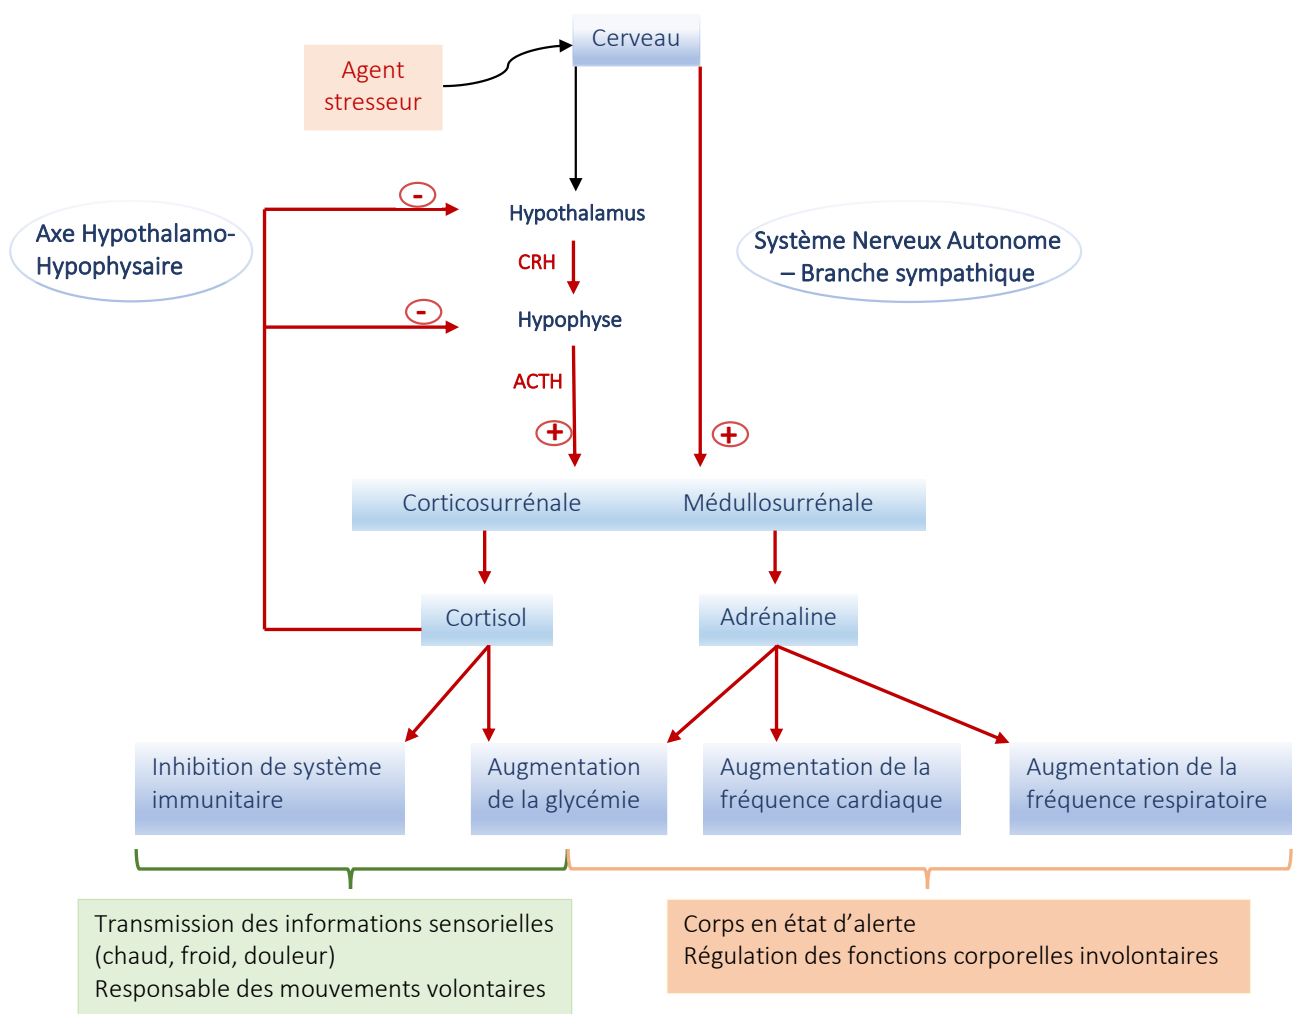 Cerveau
Agent
stresseur
-
Hypothalamus
Axe Hypothalamo-
Hypophysaire
Système Nerveux Autonome
– Branche sympathique
CRH
-
Hypophyse
ACTH
+
+
Corticosurrénale
Médullosurrénale
Cortisol
Adrénaline
Inhibition de système
immunitaire
Augmentation
de la glycémie
Augmentation de la
fréquence cardiaque
Augmentation de la
fréquence respiratoire
Transmission des informations sensorielles
(chaud, froid, douleur)
Responsable des mouvements volontaires
Corps en état d’alerte
Régulation des fonctions corporelles involontaires